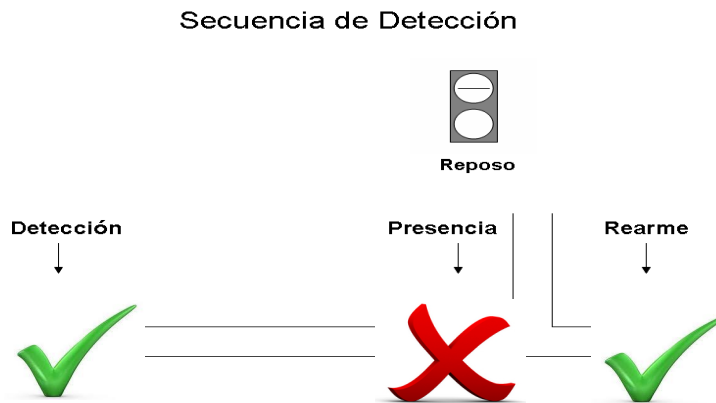 Secuencia de Detección
Reposo
Detección
Presencia
Rearme